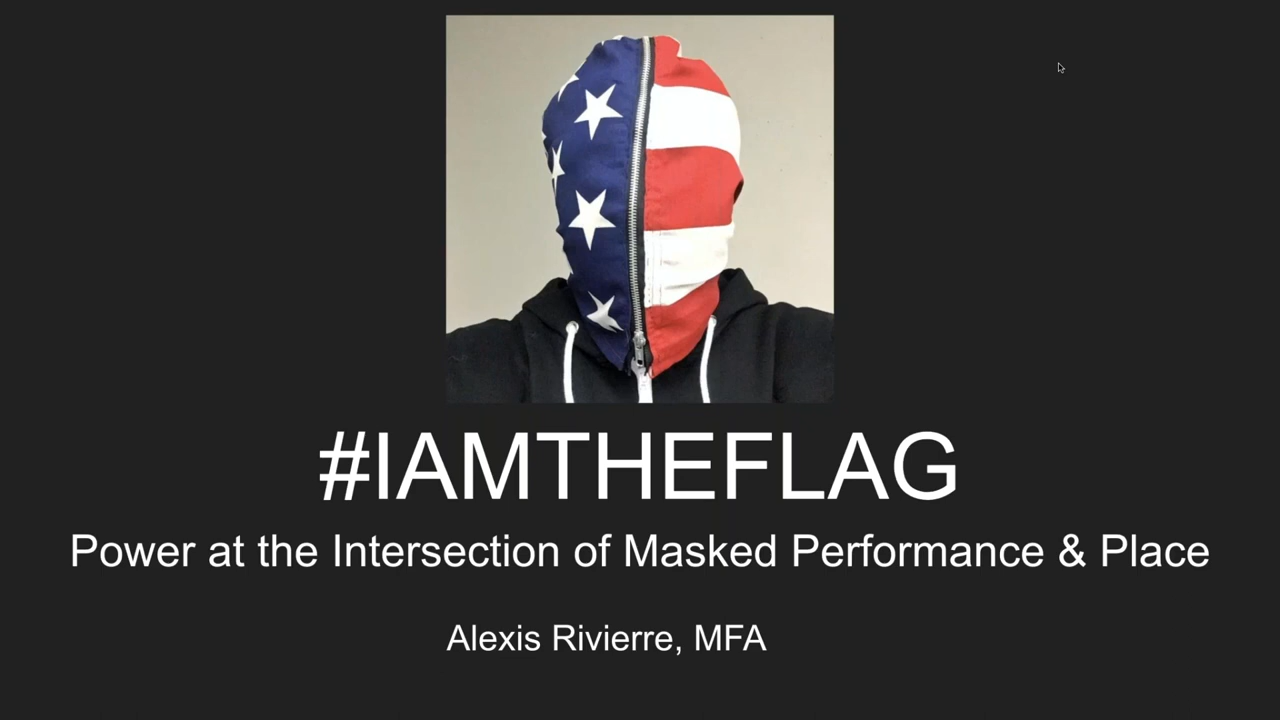 #IAMTHEFLAG
Power at the Intersection of Masked Performance & Place
Alexis Rivierre, MFA